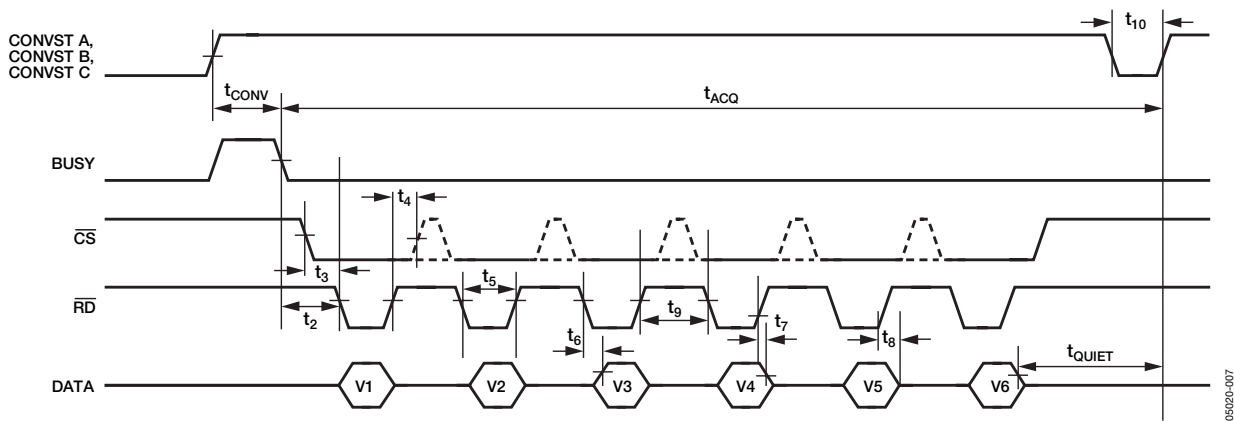 CONVST A,
CONVST B,
CONVST C
t10
tCONV
tACQ
BUSY
t4
CS
t3
t5
RD
t2
t9
t7
t6
t8
tQUIET
DATA
V1
V2
V3
V4
V5
V6
05020-007